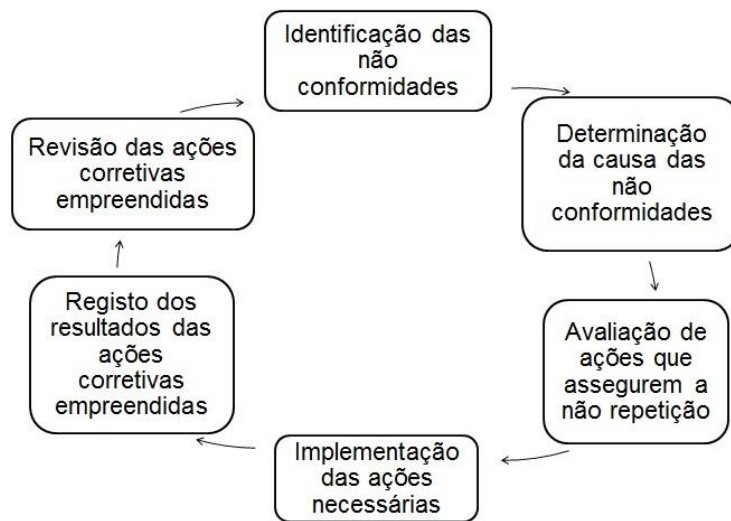 Identificação das
não
conformidades
Determinação
da causa das
não
conformidades
Avaliação de
ações que
assegurem a
não repetição
Implementação
das ações
necessárias
Registo dos
resultados das
ações
corretivas
empreendidas
Revisão das ações
corretivas
empreendidas